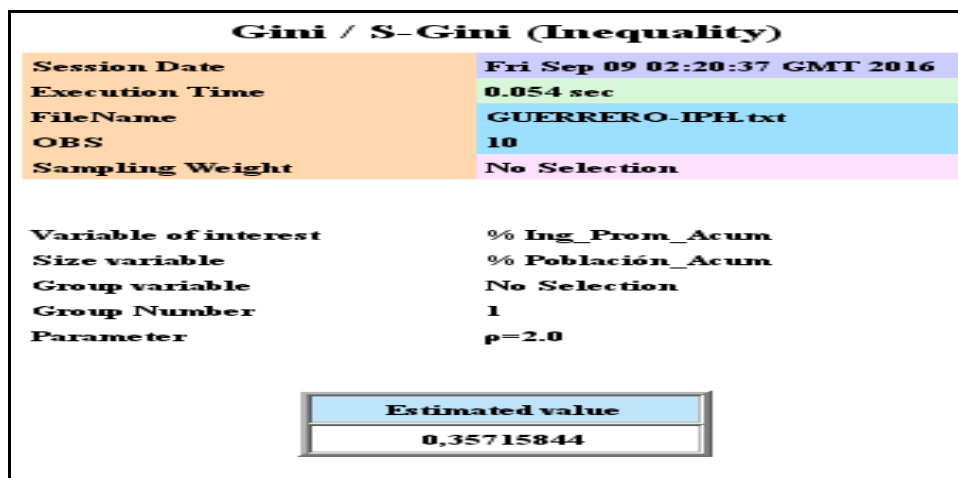 Gini / S-Gini (Inequality)
Session Date Fri Sep 09 02:20:37 GMT 2016
Execution Time 0.054 sec
FileName GUERRERO-IPH.txt
OBS 10
Sampling Weight No Selection
Variable of interest % Ing_Prom_Acum
Size variable % Población_Acum
Group variable No Selection
Group Number 1
Parameter ρ=2.0
Estimated value
0,35715844